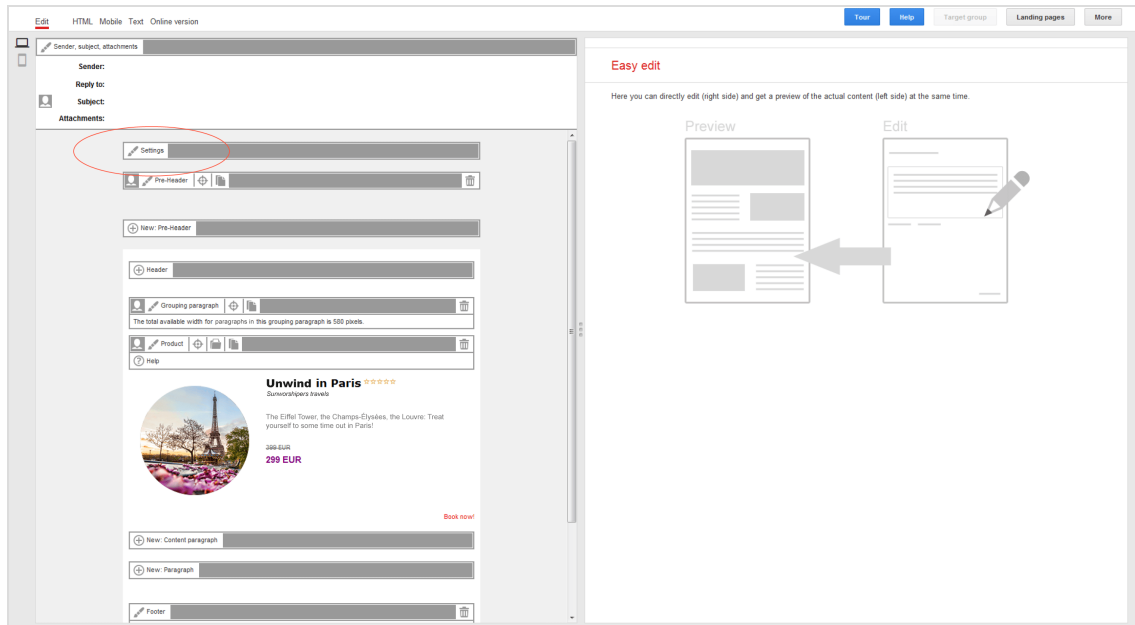 Edit HTML Mobile Text Online version Tour Help Target group Landing pages More
Sender, subject, attachments
Sender:
Reply to:
Subject:
Attachments:
Settings
Pre-Header
New: Pre-Header
Header
Grouping paragraph
The total available width for paragraphs in this grouping paragraph is 580 pixels.
Product
Help
Unwind in Paris ☆☆☆☆☆
Sunworshipers travels
The Eiffel Tower, the Champs-Élysées, the Louvre: Treat
yourself to some time out in Paris!
399 EUR
299 EUR
Book now!
New: Content paragraph
New: Paragraph
Footer
Easy edit
Here you can directly edit (right side) and get a preview of the actual content (left side) at the same time.
Preview Edit